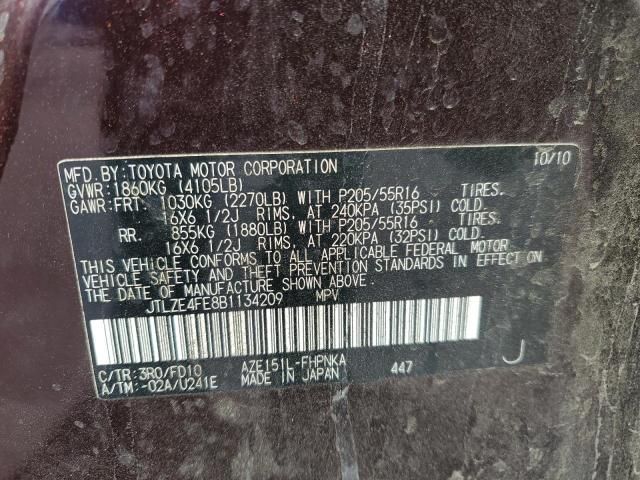 MFD. BY: TOYOTA MOTOR CORPORATION 10/10
GVWR: 1860KG (4105LB)
GAWR: FRT. 1030KG (2270LB) WITH P205/55R16 TIRES.
16X6 1/2J RIMS. AT 240KPA (35PSI) COLD.
RR. 855KG (1880LB) WITH P205/55R16 TIRES.
16X6 1/2J RIMS. AT 220KPA (32PSI) COLD.
THIS VEHICLE CONFORMS TO ALL APPLICABLE FEDERAL MOTOR
VEHICLE SAFETY AND THEFT PREVENTION STANDARDS IN EFFECT ON
THE DATE OF MANUFACTURE SHOWN ABOVE.
JTLZE4FE8B1134209 MPV
C/TR: 3R0/FD10 AZE151L-FHPNKA
A/TM: -02A/U241E MADE IN JAPAN 447 J